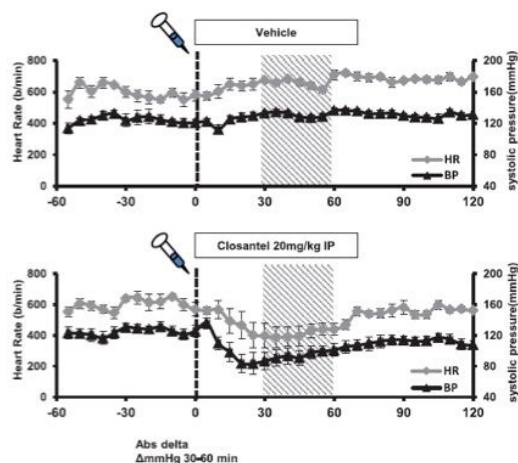 Vehicle
Heart Rate (b/min)
800
600
400
200
0
200
160
120
80
40
systolic pressure(mmHg)
HR
BP
-60
-30
0
30
60
90
120
Closantel 20mg/kg IP
Heart Rate (b/min)
800
600
400
200
0
200
160
120
80
40
systolic pressure(mmHg)
HR
BP
-60
-30
0
30
60
90
120
Abs delta
ΔmmHg 30-60 min